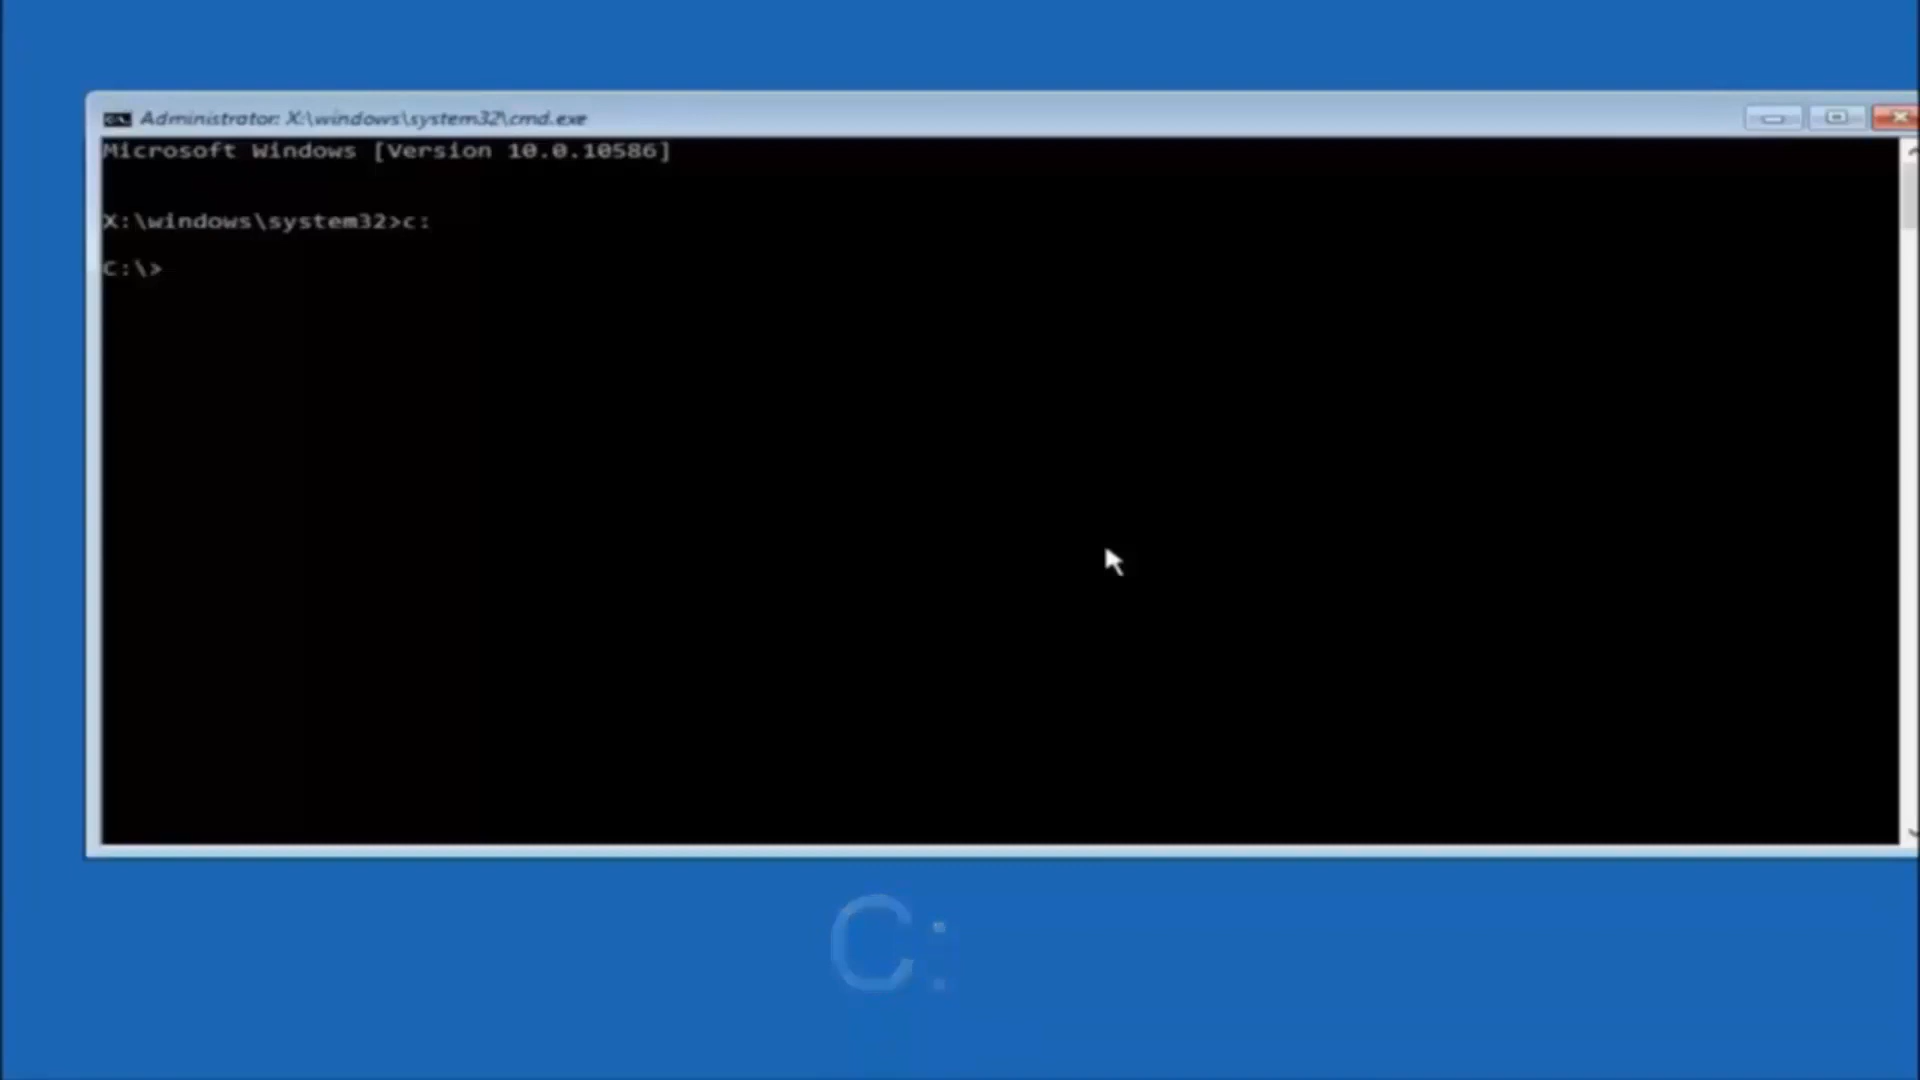 Administrator: X:\windows\system32\cmd.exe
Microsoft Windows [Version 10.0.10586]
X:\windows\system32>c:
C:\>
C: